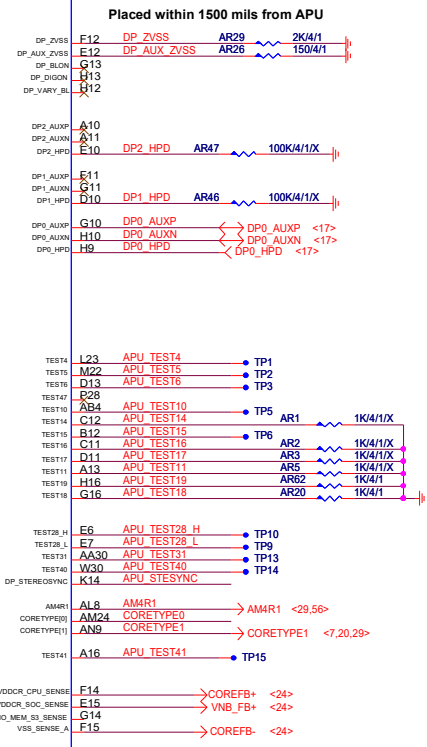 Placed within 1500 mils from APU
DP_ZVSS F12 DP_ZVSS AR29 2K/4/1
DP_AUX_ZVSS E12 DP_AUX_ZVSS AR26 150/4/1
DP_BLON G13
DP_DIGON H13
DP_VARY_BL H12
DP2_AUXP A10
DP2_AUXN A11
DP2_HPD E10 DP2_HPD AR47 100K/4/1/X
DP1_AUXP F11
DP1_AUXN G11
DP1_HPD D10 DP1_HPD AR46 100K/4/1/X
DP0_AUXP G10 DP0_AUXP DP0_AUXP <17>
DP0_AUXN H10 DP0_AUXN DP0_AUXN <17>
DP0_HPD H9 DP0_HPD DP0_HPD <17>
TEST4 L23 APU_TEST4 TP1
TEST5 M22 APU_TEST5 TP2
TEST6 D13 APU_TEST6 TP3
TEST47 P28
TEST10 AB4 APU_TEST10 TP5
TEST14 C12 APU_TEST14 AR1 1K/4/1/X
TEST15 B12 APU_TEST15 TP6
TEST16 C11 APU_TEST16 AR2 1K/4/1/X
TEST17 D11 APU_TEST17 AR3 1K/4/1/X
TEST11 A13 APU_TEST11 AR5 1K/4/1/X
TEST19 H16 APU_TEST19 AR62 1K/4/1
TEST18 G16 APU_TEST18 AR20 1K/4/1
TEST28_H E6 APU_TEST28_H TP10
TEST28_L E7 APU_TEST28_L TP9
TEST31 AA30 APU_TEST31 TP13
TEST40 W30 APU_TEST40 TP14
DP_STEREOSYNC K14 APU_STESYNC
AM4R1 AL8 AM4R1 AM4R1 <29,56>
CORETYPE[0] AM24 CORETYPE0
CORETYPE[1] AN9 CORETYPE1 CORETYPE1 <7,20,29>
TEST41 A16 APU_TEST41 TP15
VDDCR_CPU_SENSE F14 COREFB+ <24>
VDDCR_SOC_SENSE E15 VNB_FB+ <24>
IO_MEM_S3_SENSE G14
VSS_SENSE_A F15 COREFB- <24>